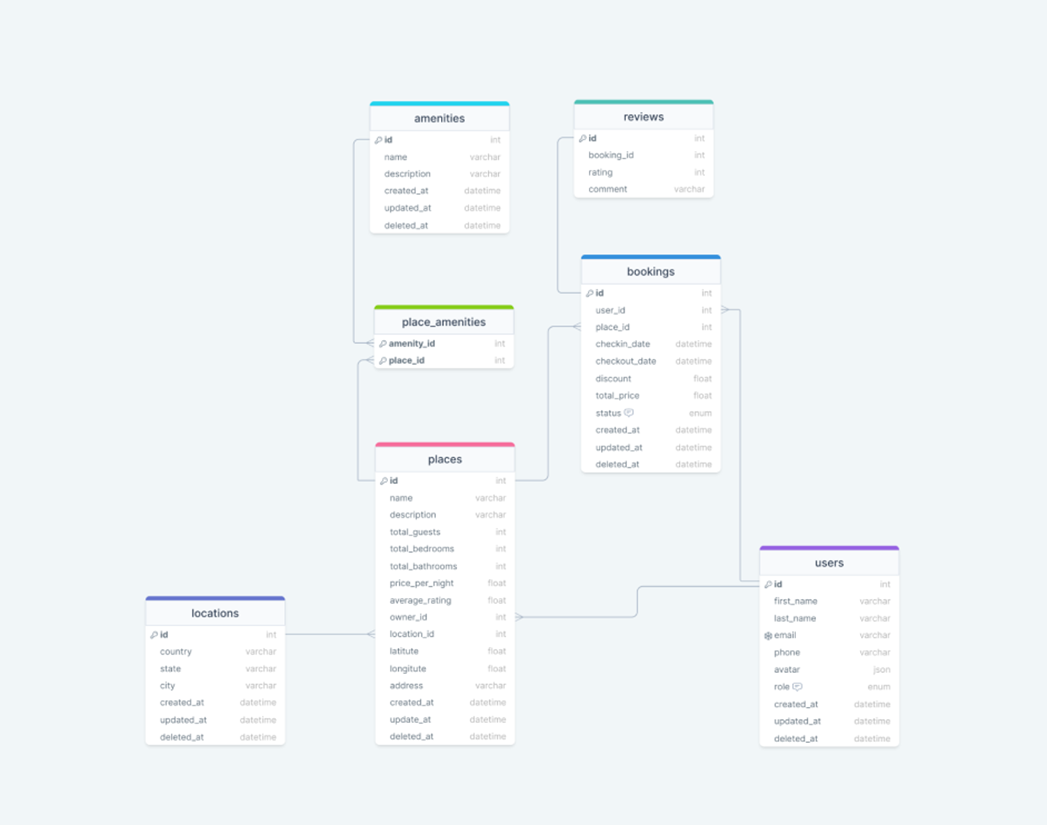 amenities
id int
name varchar
description varchar
created_at datetime
updated_at datetime
deleted_at datetime
reviews
id int
booking_id int
rating int
comment varchar
bookings
id int
user_id int
place_id int
checkin_date datetime
checkout_date datetime
discount float
total_price float
status enum
created_at datetime
updated_at datetime
deleted_at datetime
place_amenities
amenity_id int
place_id int
places
id int
name varchar
description varchar
total_guests int
total_bedrooms int
total_bathrooms int
price_per_night float
average_rating float
owner_id int
location_id int
latitute float
longitute float
address varchar
created_at datetime
update_at datetime
deleted_at datetime
locations
id int
country varchar
state varchar
city varchar
created_at datetime
updated_at datetime
deleted_at datetime
users
id int
first_name varchar
last_name varchar
email varchar
phone varchar
avatar json
role enum
created_at datetime
updated_at datetime
deleted_at datetime